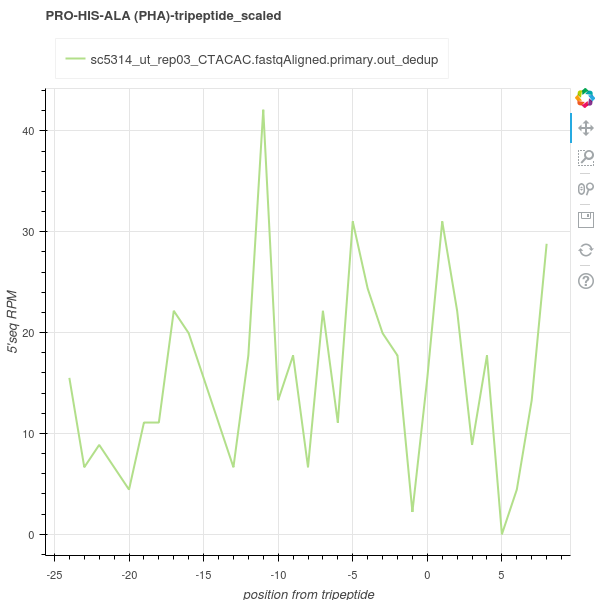 PRO-HIS-ALA (PHA)-tripeptide_scaled
sc5314_ut_rep03_CTACAC.fastqAligned.primary.out_dedup
40
30
20
10
0
5'seq RPM
-25 -20 -15 -10 -5 0 5
position from tripeptide